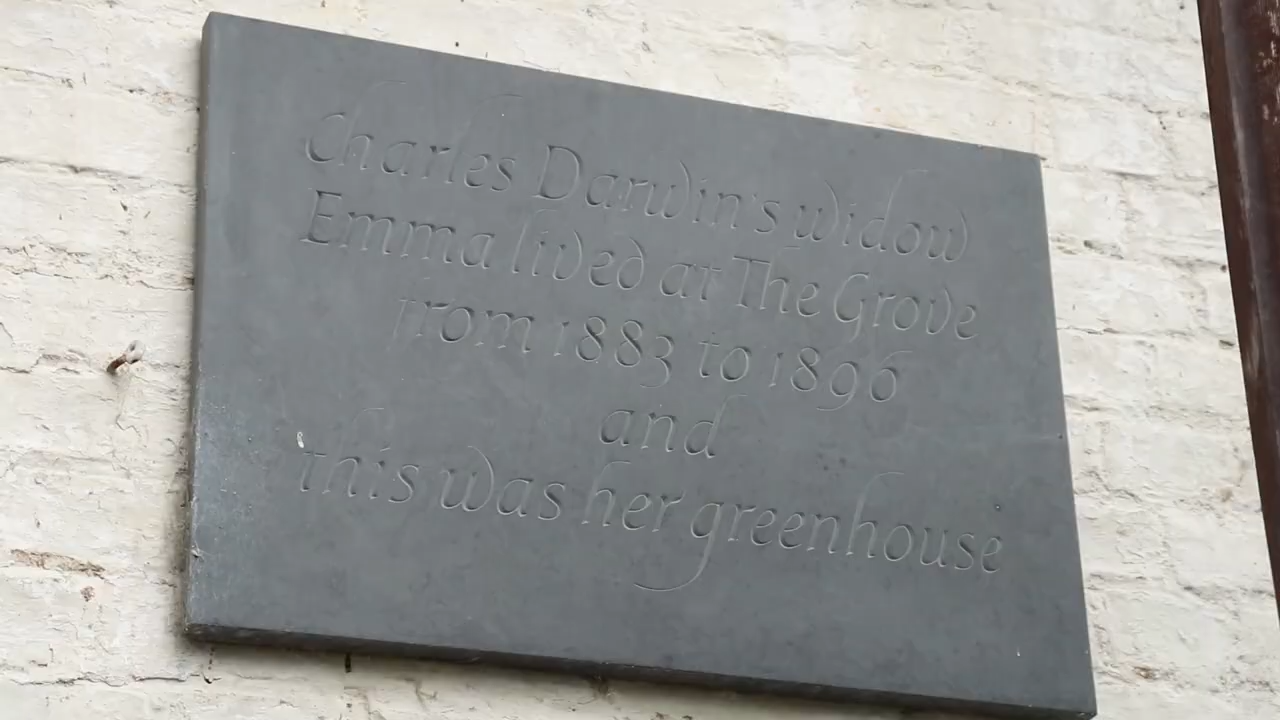 Charles Darwin's widow
Emma lived at The Grove
from 1883 to 1896
and
this was her greenhouse